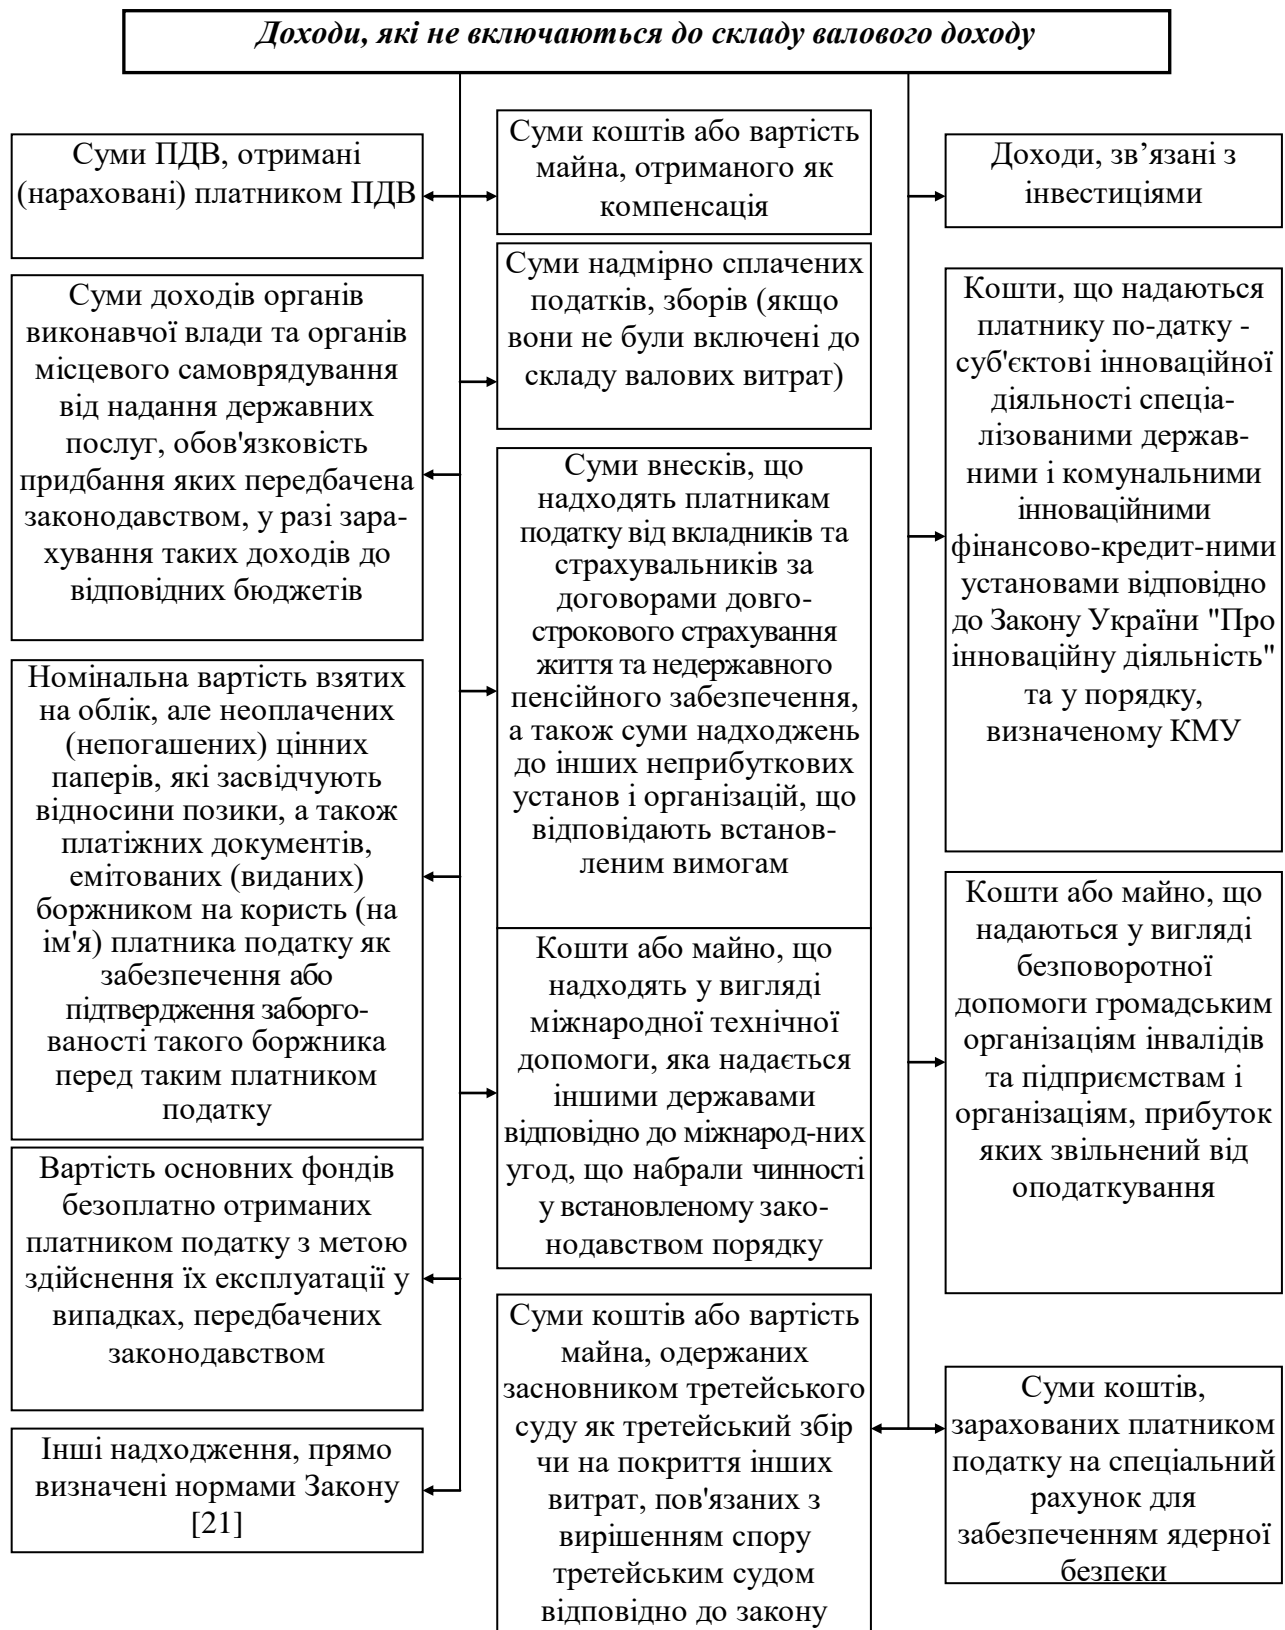 Доходи, які не включаються до складу валового доходу
Суми ПДВ, отримані
(нараховані) платником ПДВ
Суми доходів органів
виконавчої влади та органів
місцевого самоврядування
від надання державних
послуг, обов'язковість
придбання яких передбачена
законодавством, у разі зара-
хування таких доходів до
відповідних бюджетів
Номінальна вартість взятих
на облік, але неоплачених
(непогашених) цінних
паперів, які засвідчують
відносини позики, а також
платіжних документів,
емітованих (виданих)
боржником на користь (на
ім'я) платника податку як
забезпечення або
підтвердження заборго-
ваності такого боржника
перед таким платником
податку
Вартість основних фондів
безоплатно отриманих
платником податку з метою
здійснення їх експлуатації у
випадках, передбачених
законодавством
Інші надходження, прямо
визначені нормами Закону
[21]
Суми коштів або вартість
майна, отриманого як
компенсація
Суми надмірно сплачених
податків, зборів (якщо
вони не були включені до
складу валових витрат)
Суми внесків, що
надходять платникам
податку від вкладників та
страхувальників за
договорами довго-
строкового страхування
життя та недержавного
пенсійного забезпечення,
а також суми надходжень
до інших неприбуткових
установ і організацій, що
відповідають встанов-
леним вимогам
Кошти або майно, що
надходять у вигляді
міжнародної технічної
допомоги, яка надається
іншими державами
відповідно до міжнарод-них
угод, що набрали чинності
у встановленому зако-
нодавством порядку
Суми коштів або вартість
майна, одержаних
засновником третейського
суду як третейський збір
чи на покриття інших
витрат, пов'язаних з
вирішенням спору
третейським судом
відповідно до закону
Доходи, зв’язані з
інвестиціями
Кошти, що надаються
платнику по-датку -
суб'єктові інноваційної
діяльності спеціа-
лізованими держав-
ними і комунальними
інноваційними
фінансово-кредит-ними
установами відповідно
до Закону України "Про
інноваційну діяльність"
та у порядку,
визначеному КМУ
Кошти або майно, що
надаються у вигляді
безповоротної
допомоги громадським
організаціям інвалідів
та підприємствам і
організаціям, прибуток
яких звільнений від
оподаткування
Суми коштів,
зарахованих платником
податку на спеціальний
рахунок для
забезпеченням ядерної
безпеки